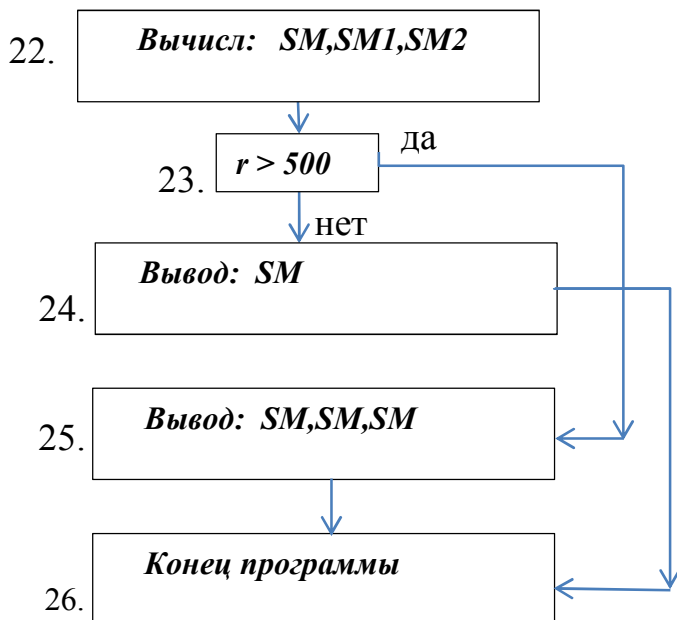 22. Вычисл: SM,SM1,SM2
23. r > 500 да
нет
24. Вывод: SM
25. Вывод: SM,SM,SM
26. Конец программы